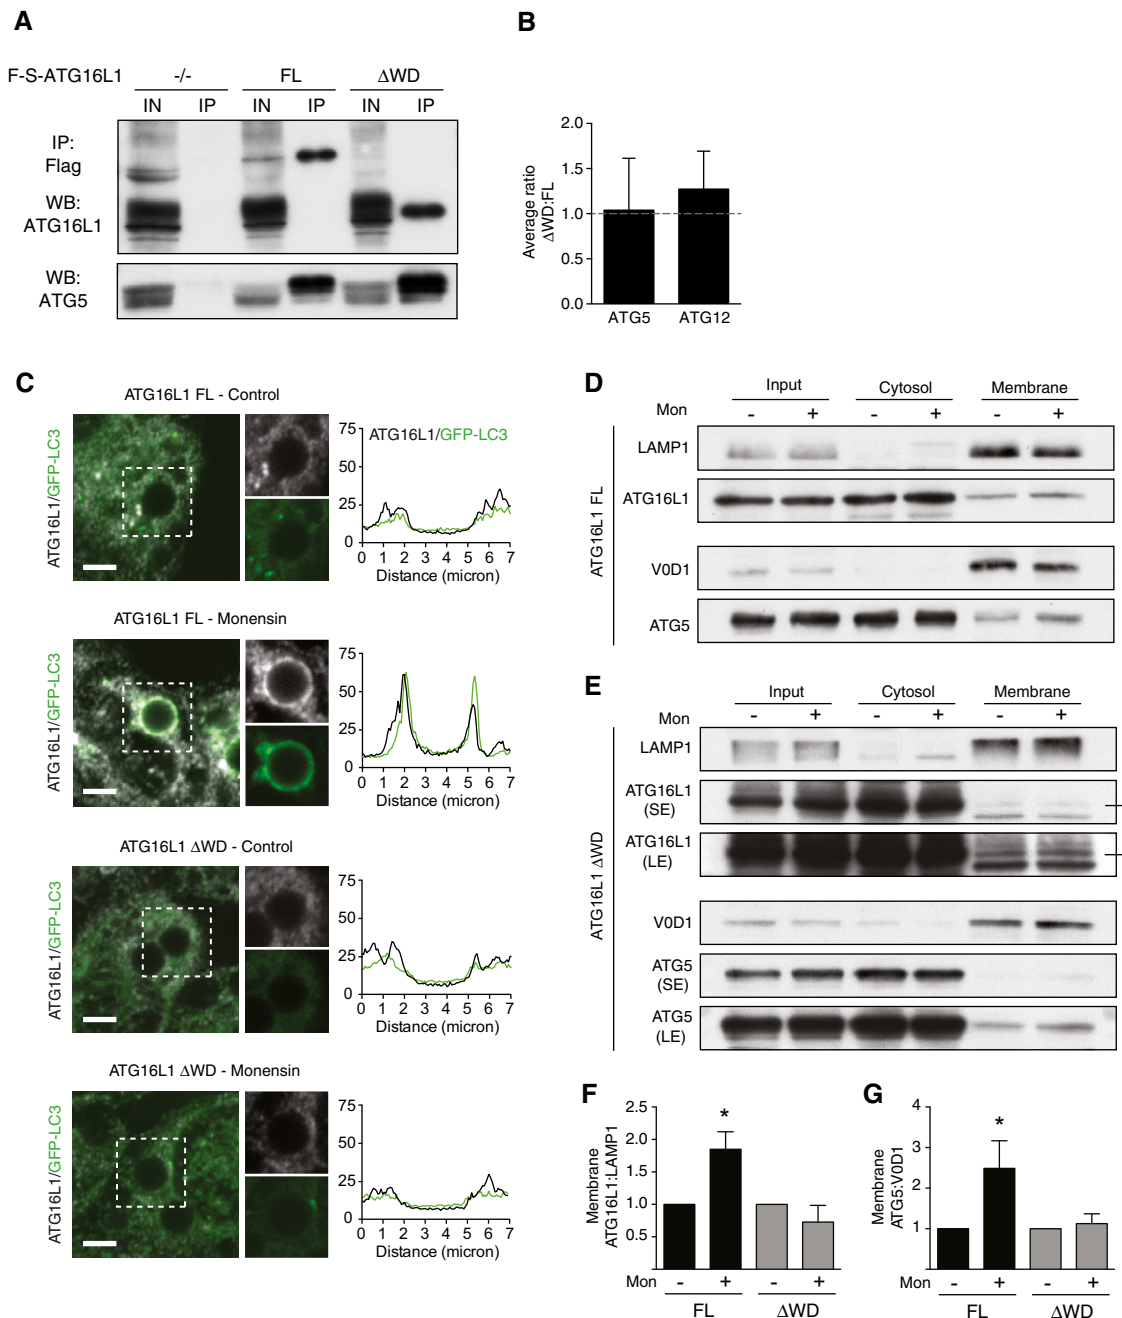 A
F-S-ATG16L1 -/- FL ΔWD
IN IP IN IP IN IP
IP:
Flag
WB:
ATG16L1
WB:
ATG5
B
Average ratio
ΔWD:FL
2.0
1.5
1.0
0.5
0.0
ATG5 ATG12
C
ATG16L1 FL - Control
ATG16L1/GFP-LC3
ATG16L1/GFP-LC3
75
50
25
0
0 1 2 3 4 5 6 7
Distance (micron)
ATG16L1 FL - Monensin
ATG16L1/GFP-LC3
75
50
25
0
0 1 2 3 4 5 6 7
Distance (micron)
ATG16L1 ΔWD - Control
ATG16L1/GFP-LC3
75
50
25
0
0 1 2 3 4 5 6 7
Distance (micron)
ATG16L1 ΔWD - Monensin
ATG16L1/GFP-LC3
75
50
25
0
0 1 2 3 4 5 6 7
Distance (micron)
D
Input Cytosol Membrane
Mon - + - + - +
ATG16L1 FL
LAMP1
ATG16L1
V0D1
ATG5
E
Input Cytosol Membrane
Mon - + - + - +
ATG16L1 ΔWD
LAMP1
ATG16L1
(SE)
ATG16L1
(LE)
V0D1
ATG5
(SE)
ATG5
(LE)
F
Membrane
ATG16L1:LAMP1
2.5
2.0
1.5
1.0
0.5
*
Mon - + - +
FL ΔWD
G
Membrane
ATG5:V0D1
4
3
2
1
*
Mon - + - +
FL ΔWD